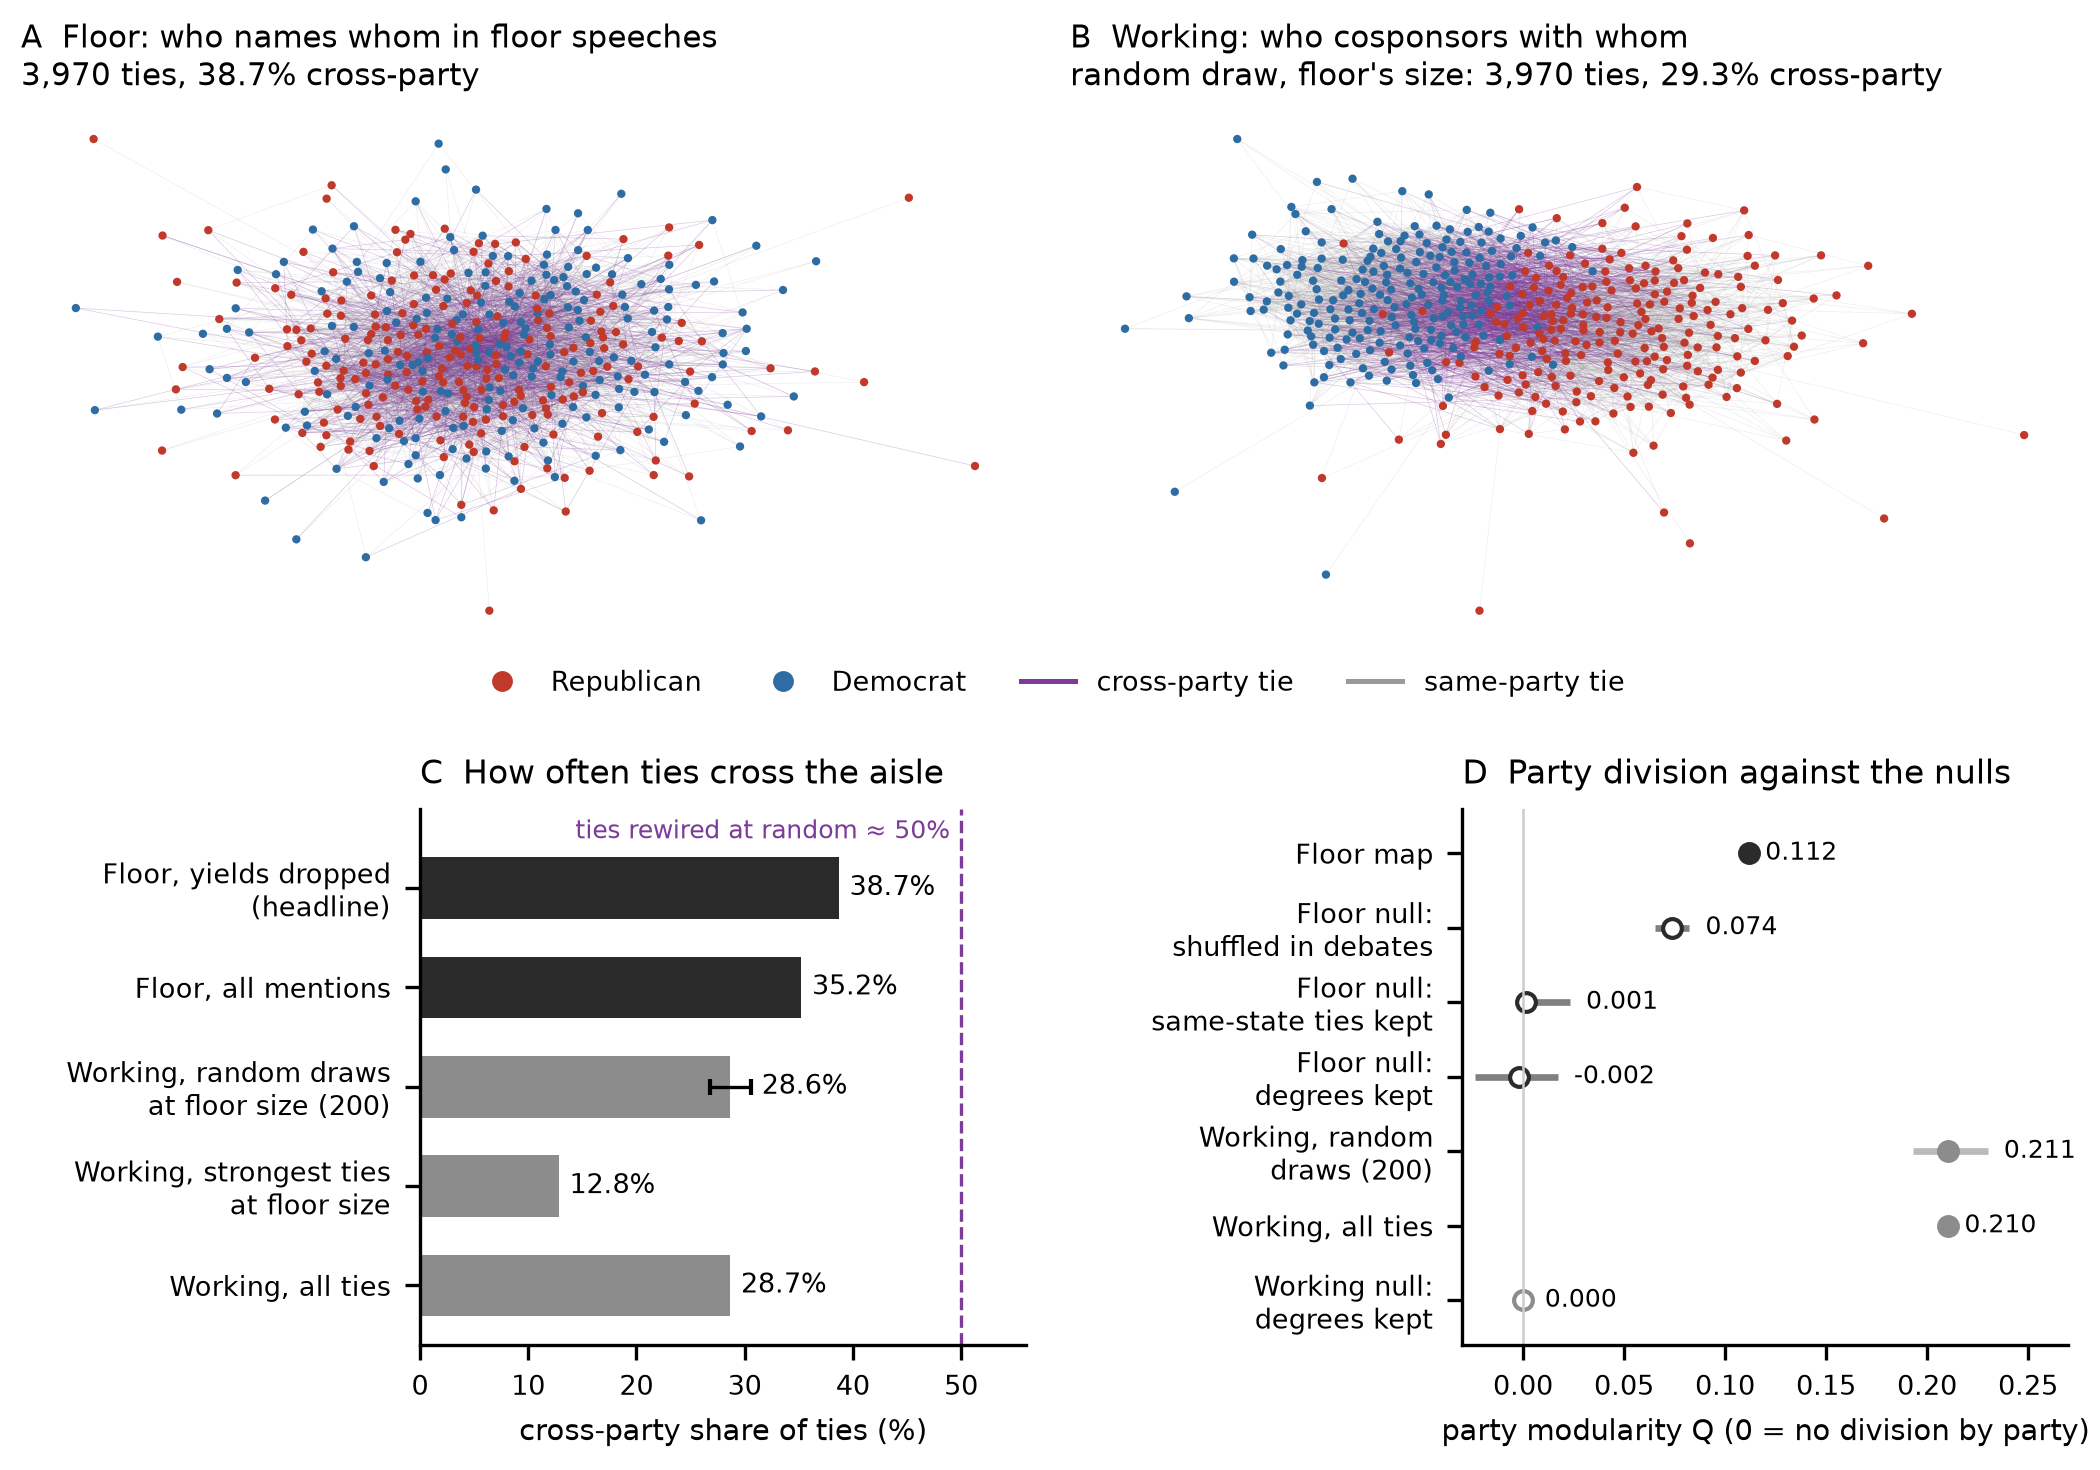 A  Floor: who names whom in floor speeches
3,970 ties, 38.7% cross-party
B  Working: who cosponsors with whom
random draw, floor's size: 3,970 ties, 29.3% cross-party
Republican
Democrat
cross-party tie
same-party tie
C  How often ties cross the aisle
ties rewired at random ≈ 50%
Floor, yields dropped
(headline)
38.7%
Floor, all mentions
35.2%
Working, random draws
at floor size (200)
28.6%
Working, strongest ties
at floor size
12.8%
Working, all ties
28.7%
0
10
20
30
40
50
cross-party share of ties (%)
D  Party division against the nulls
Floor map
0.112
Floor null:
shuffled in debates
0.074
Floor null:
same-state ties kept
0.001
Floor null:
degrees kept
-0.002
Working, random
draws (200)
0.211
Working, all ties
0.210
Working null:
degrees kept
0.000
0.00
0.05
0.10
0.15
0.20
0.25
party modularity Q (0 = no division by party)